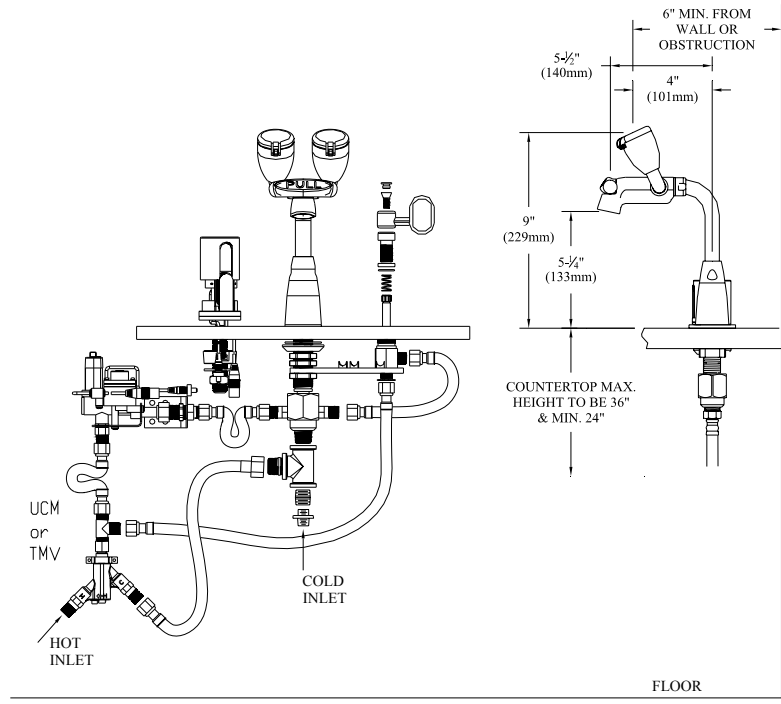 6" MIN. FROM
WALL OR
OBSTRUCTION
5-½"
(140mm)
4"
(101mm)
PULL
9"
(229mm)
5-¼"
(133mm)
MM M
COUNTERTOP MAX.
HEIGHT TO BE 36"
& MIN. 24"
UCM
or
TMV
H
C
COLD
INLET
HOT
INLET
FLOOR